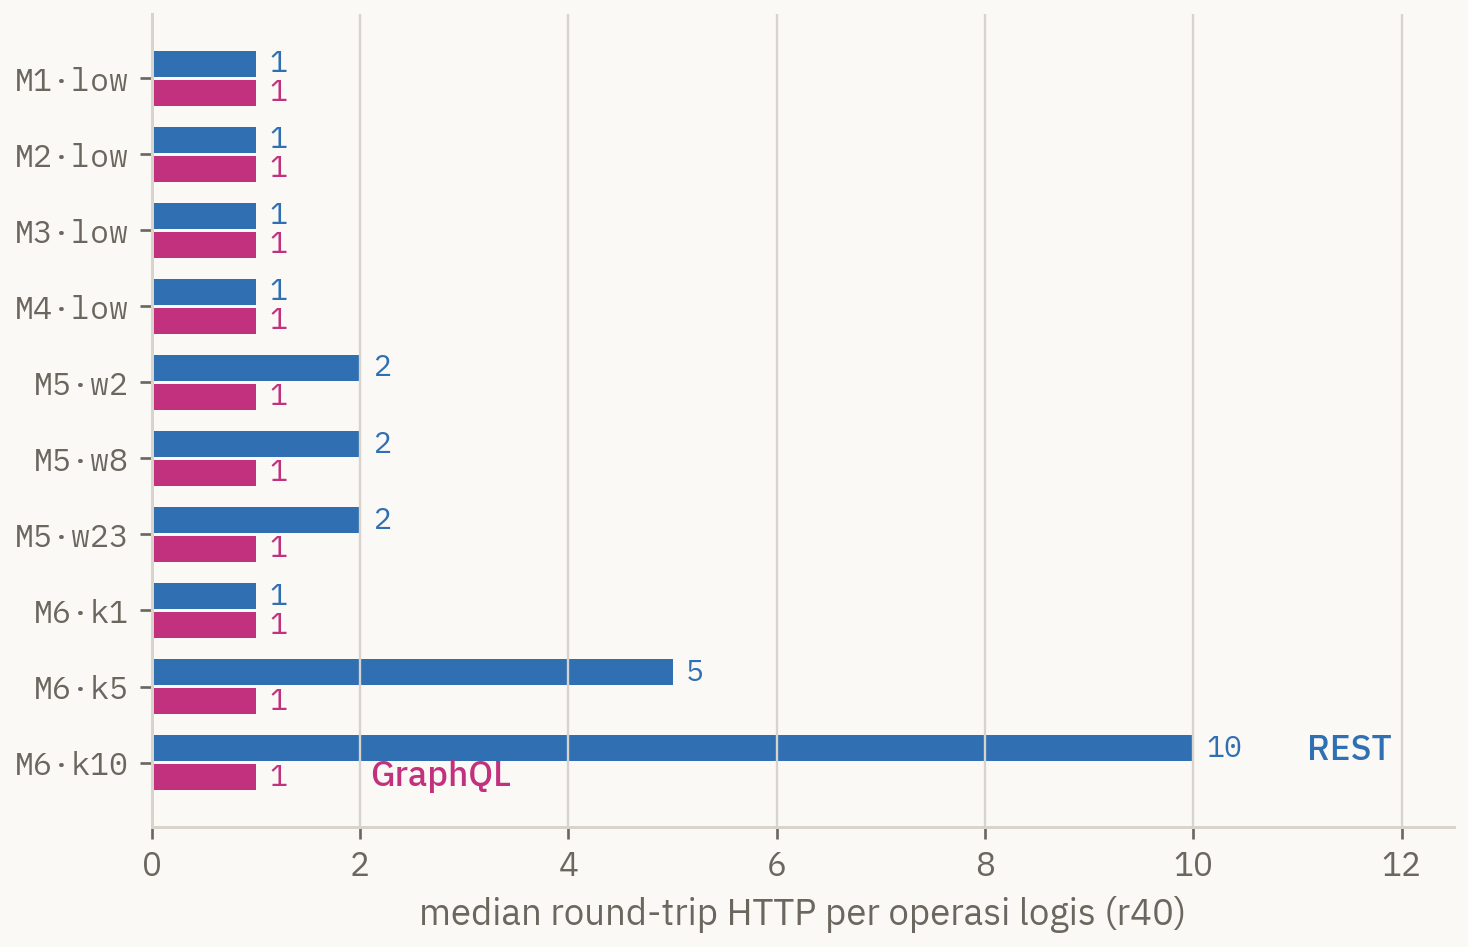 M1·low 1
1
M2·low 1
1
M3·low 1
1
M4·low 1
1
M5·w2 2
1
M5·w8 2
1
M5·w23 2
1
M6·k1 1
1
M6·k5 5
1
M6·k10 10 REST
1 GraphQL
0 2 4 6 8 10 12
median round-trip HTTP per operasi logis (r40)